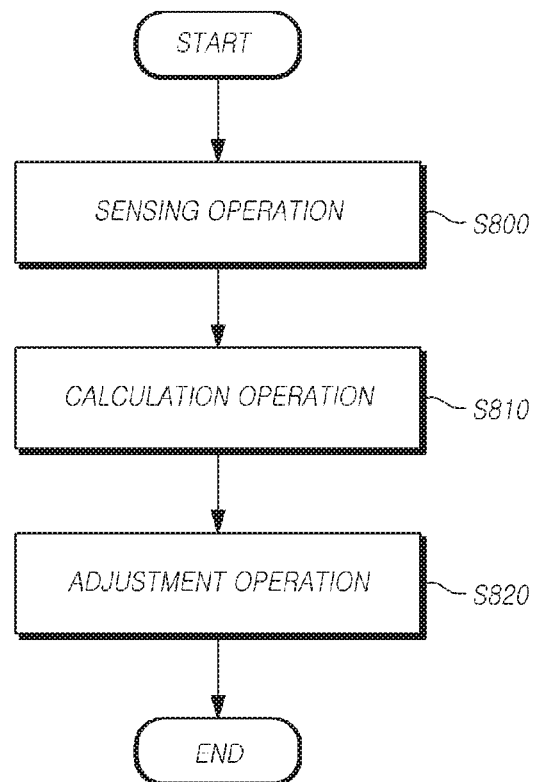 START
SENSING OPERATION
S800
CALCULATION OPERATION
S810
ADJUSTMENT OPERATION
S820
END